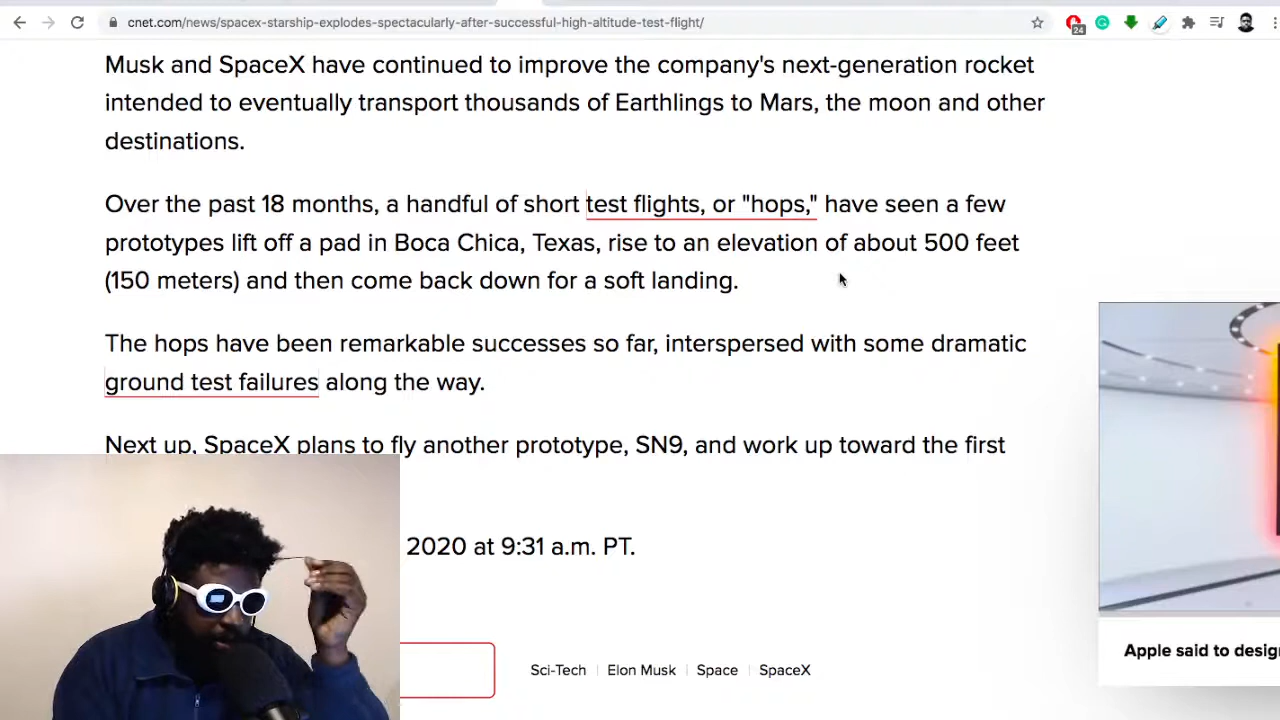 cnet.com/news/spacex-starship-explodes-spectacularly-after-successful-high-altitude-test-flight/
24
Musk and SpaceX have continued to improve the company's next-generation rocket
intended to eventually transport thousands of Earthlings to Mars, the moon and other
destinations.
Over the past 18 months, a handful of short test flights, or "hops," have seen a few
prototypes lift off a pad in Boca Chica, Texas, rise to an elevation of about 500 feet
(150 meters) and then come back down for a soft landing.
The hops have been remarkable successes so far, interspersed with some dramatic
ground test failures along the way.
Next up, SpaceX plans to fly another prototype, SN9, and work up toward the first
2020 at 9:31 a.m. PT.
Sci-Tech Elon Musk Space SpaceX
Apple said to desig